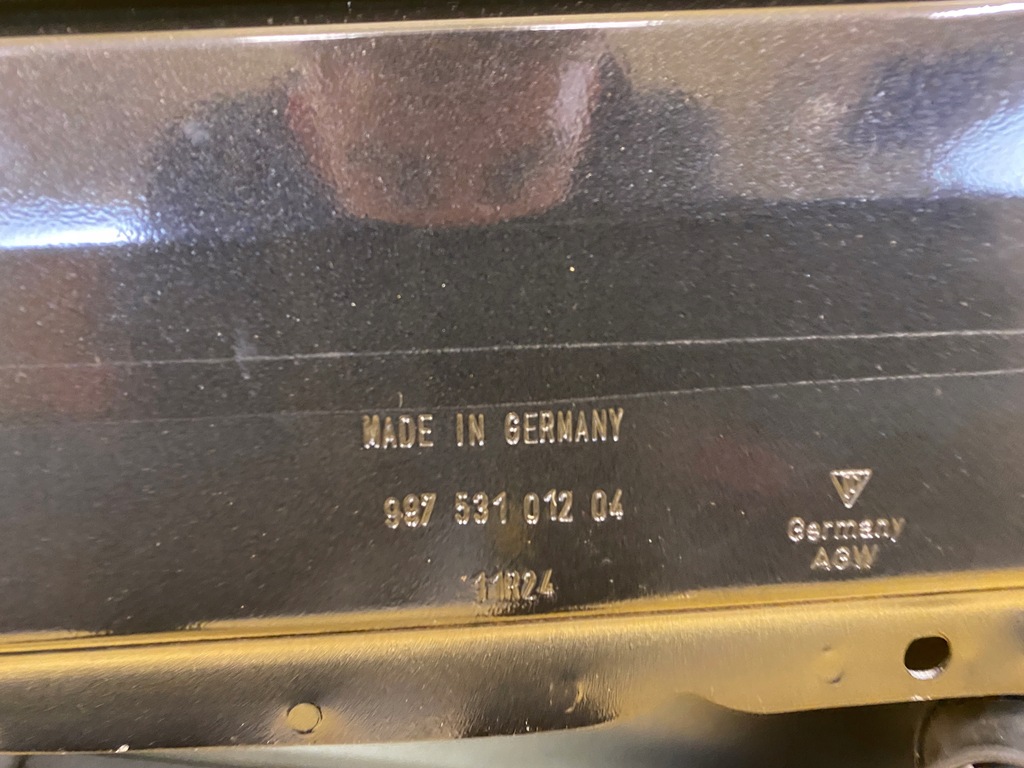 MADE IN GERMANY
997 531 012 04
11R24
Germany
AGW